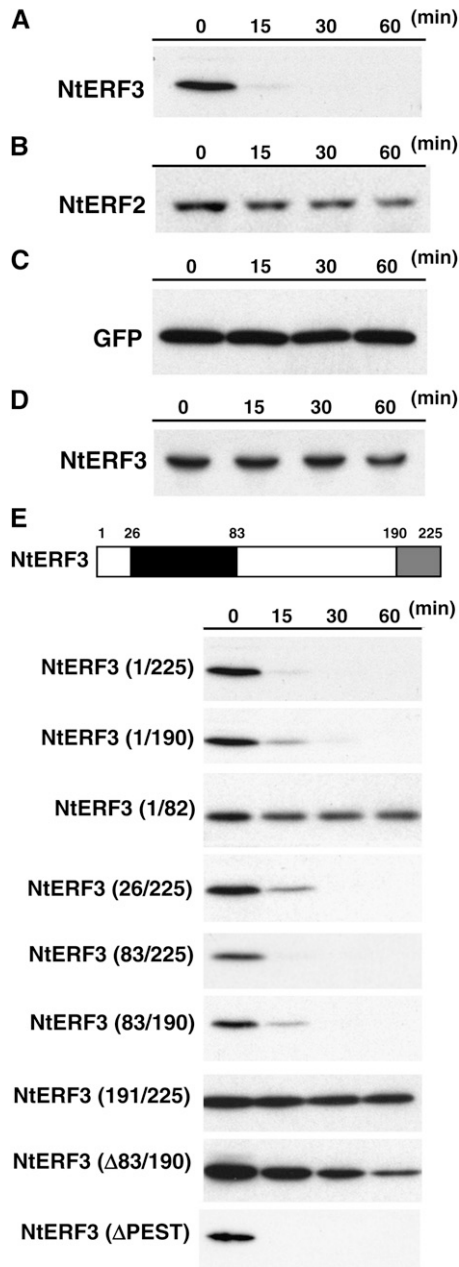 A
0 15 30 60 (min)
NtERF3
B
0 15 30 60
NtERF2
C
0 15 30 60
GFP
D
0 15 30 60 (min)
NtERF3
E
1 26 83 190 225
NtERF3
0 15 30 60 (min)
NtERF3 (1/225)
NtERF3 (1/190)
NtERF3 (1/82)
NtERF3 (26/225)
NtERF3 (83/225)
NtERF3 (83/190)
NtERF3 (191/225)
NtERF3 (Δ83/190)
NtERF3 (ΔPEST)